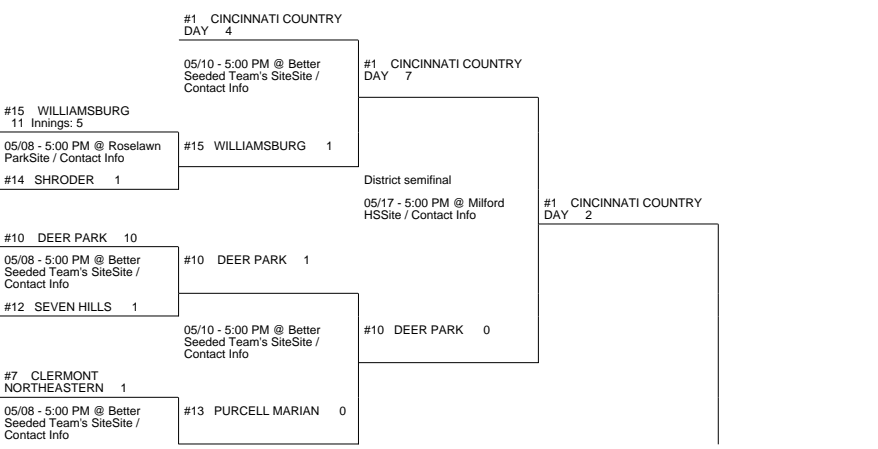 #1 CINCINNATI COUNTRY
DAY 4
05/10 - 5:00 PM @ Better
Seeded Team's SiteSite /
Contact Info
#1 CINCINNATI COUNTRY
DAY 7
#15 WILLIAMSBURG
11 Innings: 5
05/08 - 5:00 PM @ Roselawn
ParkSite / Contact Info
#15 WILLIAMSBURG 1
#14 SHRODER 1
District semifinal
05/17 - 5:00 PM @ Milford
HSSite / Contact Info
#1 CINCINNATI COUNTRY
DAY 2
#10 DEER PARK 10
05/08 - 5:00 PM @ Better
Seeded Team's SiteSite /
Contact Info
#10 DEER PARK 1
#12 SEVEN HILLS 1
05/10 - 5:00 PM @ Better
Seeded Team's SiteSite /
Contact Info
#10 DEER PARK 0
#7 CLERMONT
NORTHEASTERN 1
05/08 - 5:00 PM @ Better
Seeded Team's SiteSite /
Contact Info
#13 PURCELL MARIAN 0